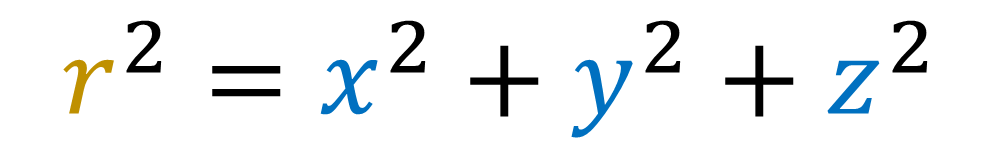 r² = x² + y² + z²